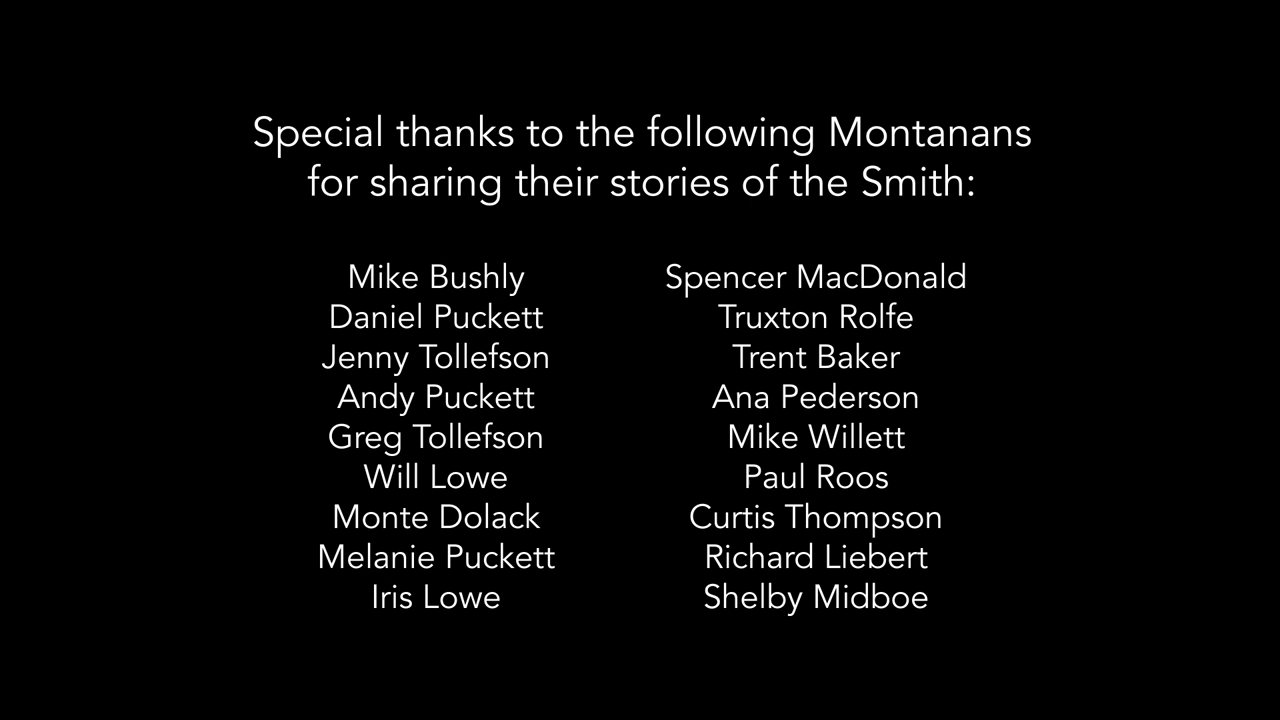 Special thanks to the following Montanans
for sharing their stories of the Smith:
Mike Bushly
Daniel Puckett
Jenny Tollefson
Andy Puckett
Greg Tollefson
Will Lowe
Monte Dolack
Melanie Puckett
Iris Lowe
Spencer MacDonald
Truxton Rolfe
Trent Baker
Ana Pederson
Mike Willett
Paul Roos
Curtis Thompson
Richard Liebert
Shelby Midboe